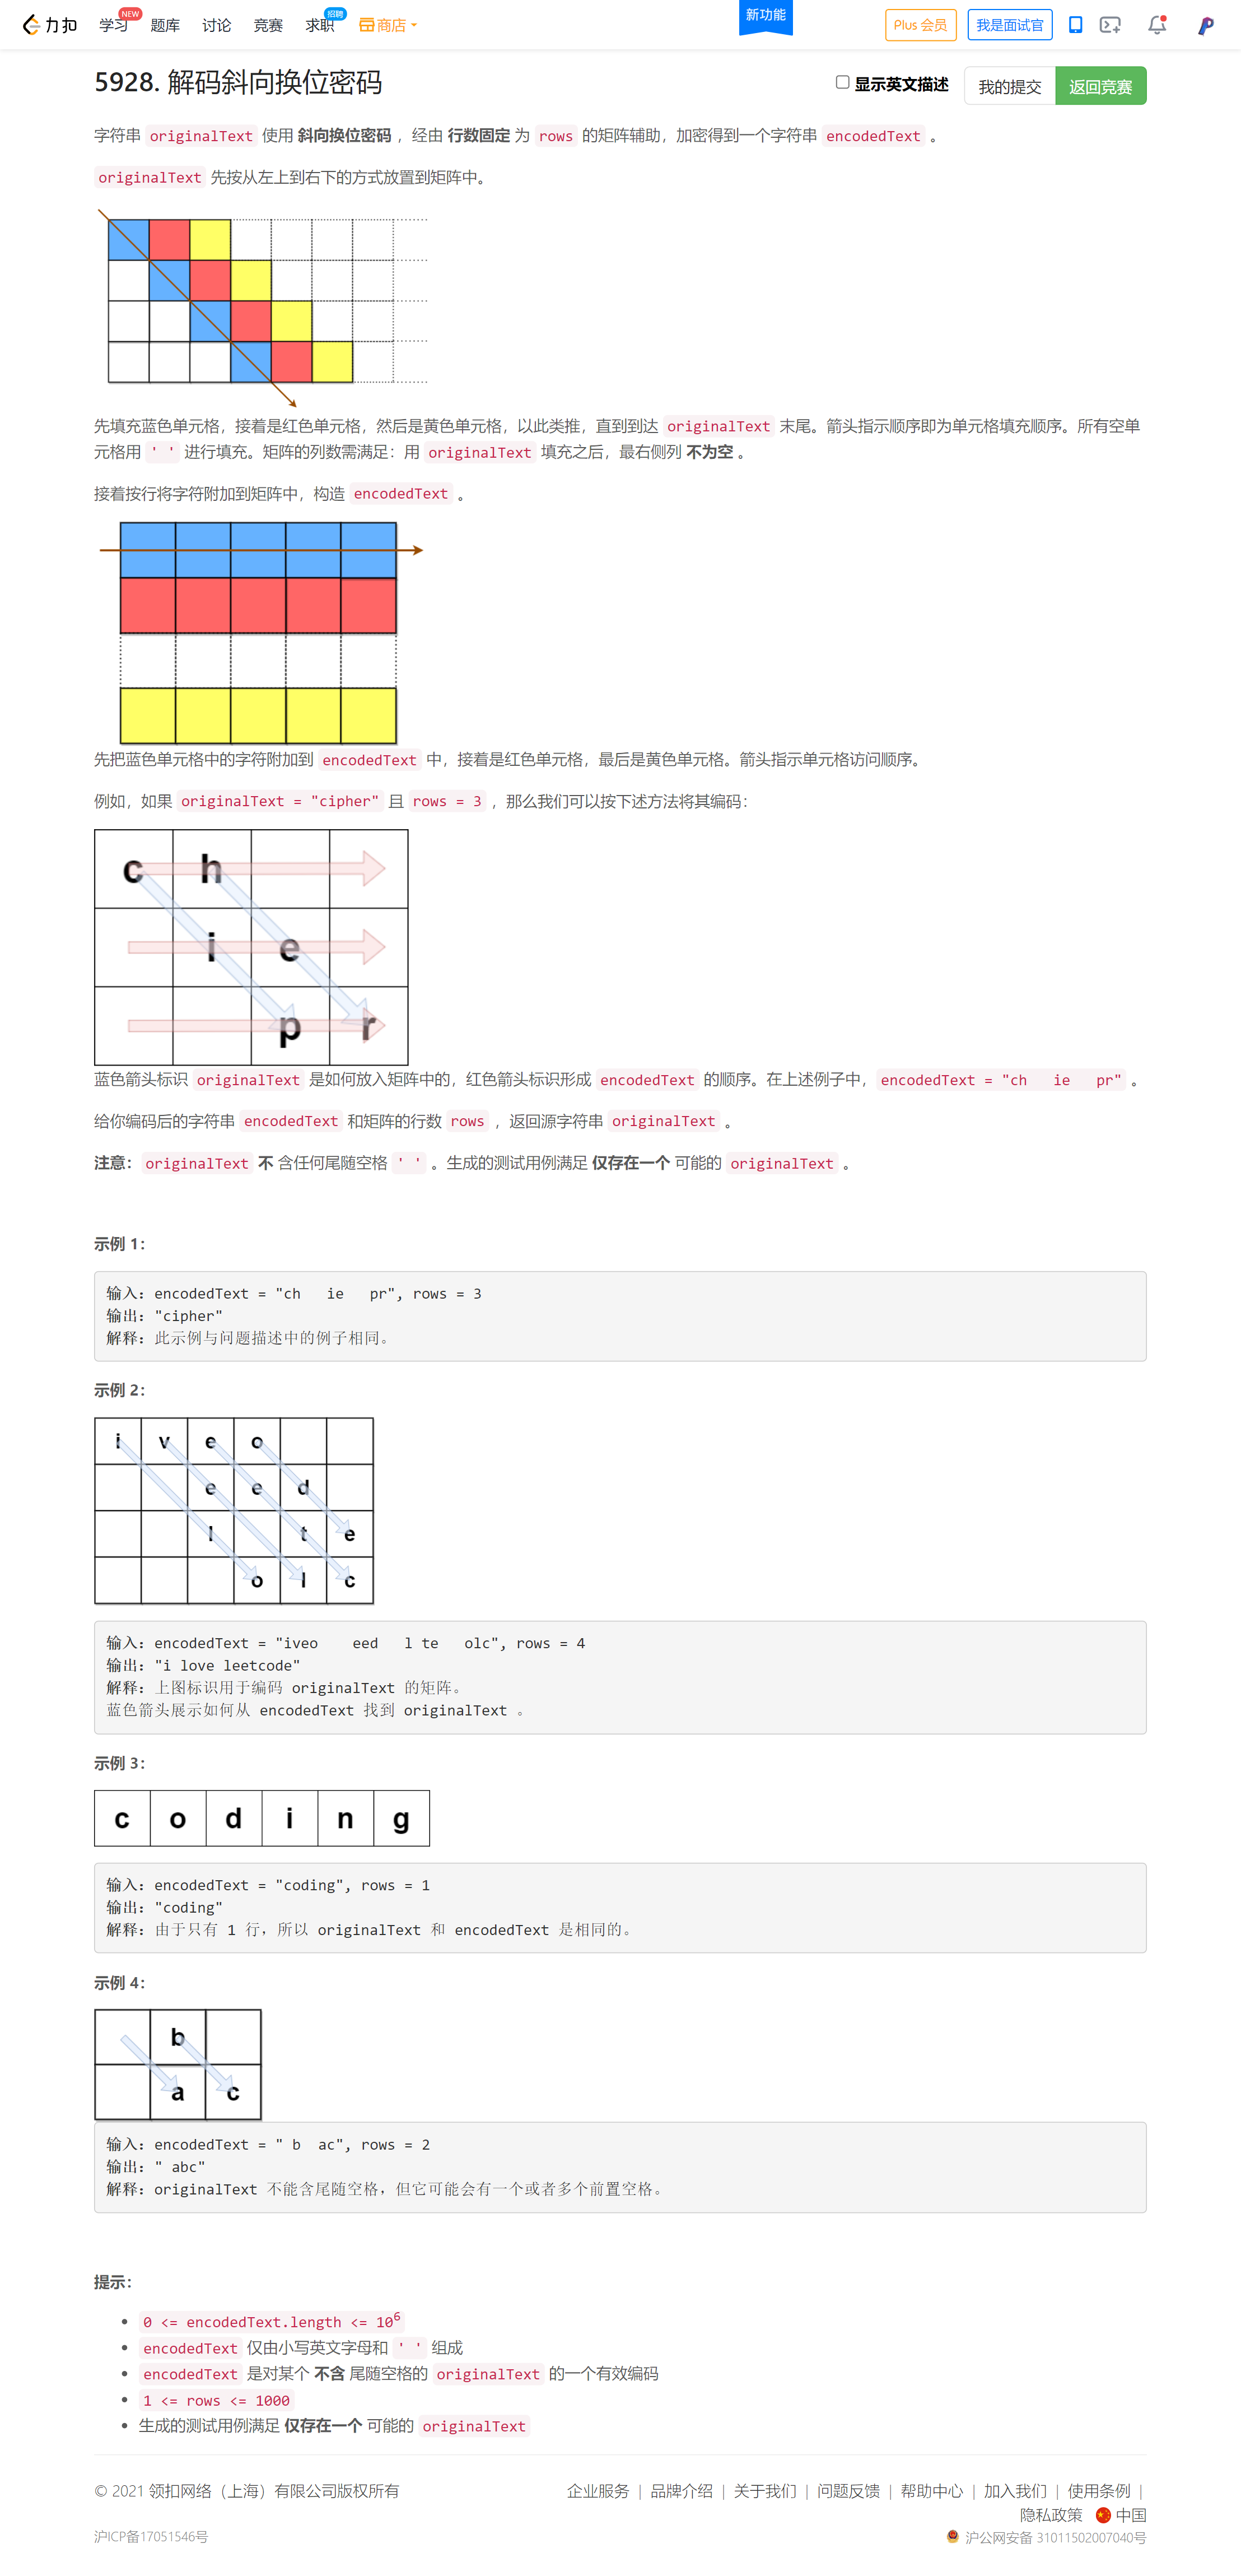 力扣 学习 NEW 题库 讨论 竞赛 求职 招聘 商店 新功能 Plus 会员 我是面试官
5928. 解码斜向换位密码 显示英文描述 我的提交 返回竞赛
字符串 originalText 使用 斜向换位密码 ，经由 行数固定 为 rows 的矩阵辅助，加密得到一个字符串 encodedText 。
originalText 先按从左上到右下的方式放置到矩阵中。
先填充蓝色单元格，接着是红色单元格，然后是黄色单元格，以此类推，直到到达 originalText 末尾。箭头指示顺序即为单元格填充顺序。所有空单
元格用 ' ' 进行填充。矩阵的列数需满足：用 originalText 填充之后，最右侧列 不为空 。
接着按行将字符附加到矩阵中，构造 encodedText 。
先把蓝色单元格中的字符附加到 encodedText 中，接着是红色单元格，最后是黄色单元格。箭头指示单元格访问顺序。
例如，如果 originalText = "cipher" 且 rows = 3 ，那么我们可以按下述方法将其编码：
c h
i e
p r
蓝色箭头标识 originalText 是如何放入矩阵中的，红色箭头标识形成 encodedText 的顺序。在上述例子中， encodedText = "ch   ie   pr" 。
给你编码后的字符串 encodedText 和矩阵的行数 rows ，返回源字符串 originalText 。
注意： originalText 不 含任何尾随空格 ' ' 。生成的测试用例满足 仅存在一个 可能的 originalText 。
示例 1：
输入：encodedText = "ch   ie   pr", rows = 3
输出："cipher"
解释：此示例与问题描述中的例子相同。
示例 2：
i v e o
e e d
l t e
o l c
输入：encodedText = "iveo    eed   l te   olc", rows = 4
输出："i love leetcode"
解释：上图标识用于编码 originalText 的矩阵。
蓝色箭头展示如何从 encodedText 找到 originalText 。
示例 3：
c o d i n g
输入：encodedText = "coding", rows = 1
输出："coding"
解释：由于只有 1 行，所以 originalText 和 encodedText 是相同的。
示例 4：
b
a c
输入：encodedText = " b  ac", rows = 2
输出：" abc"
解释：originalText 不能含尾随空格，但它可能会有一个或者多个前置空格。
提示：
0 <= encodedText.length <= 10⁶
encodedText 仅由小写英文字母和 ' ' 组成
encodedText 是对某个 不含 尾随空格的 originalText 的一个有效编码
1 <= rows <= 1000
生成的测试用例满足 仅存在一个 可能的 originalText
© 2021 领扣网络（上海）有限公司版权所有 企业服务 | 品牌介绍 | 关于我们 | 问题反馈 | 帮助中心 | 加入我们 | 使用条例 |
隐私政策 中国
沪ICP备17051546号 沪公网安备 31011502007040号